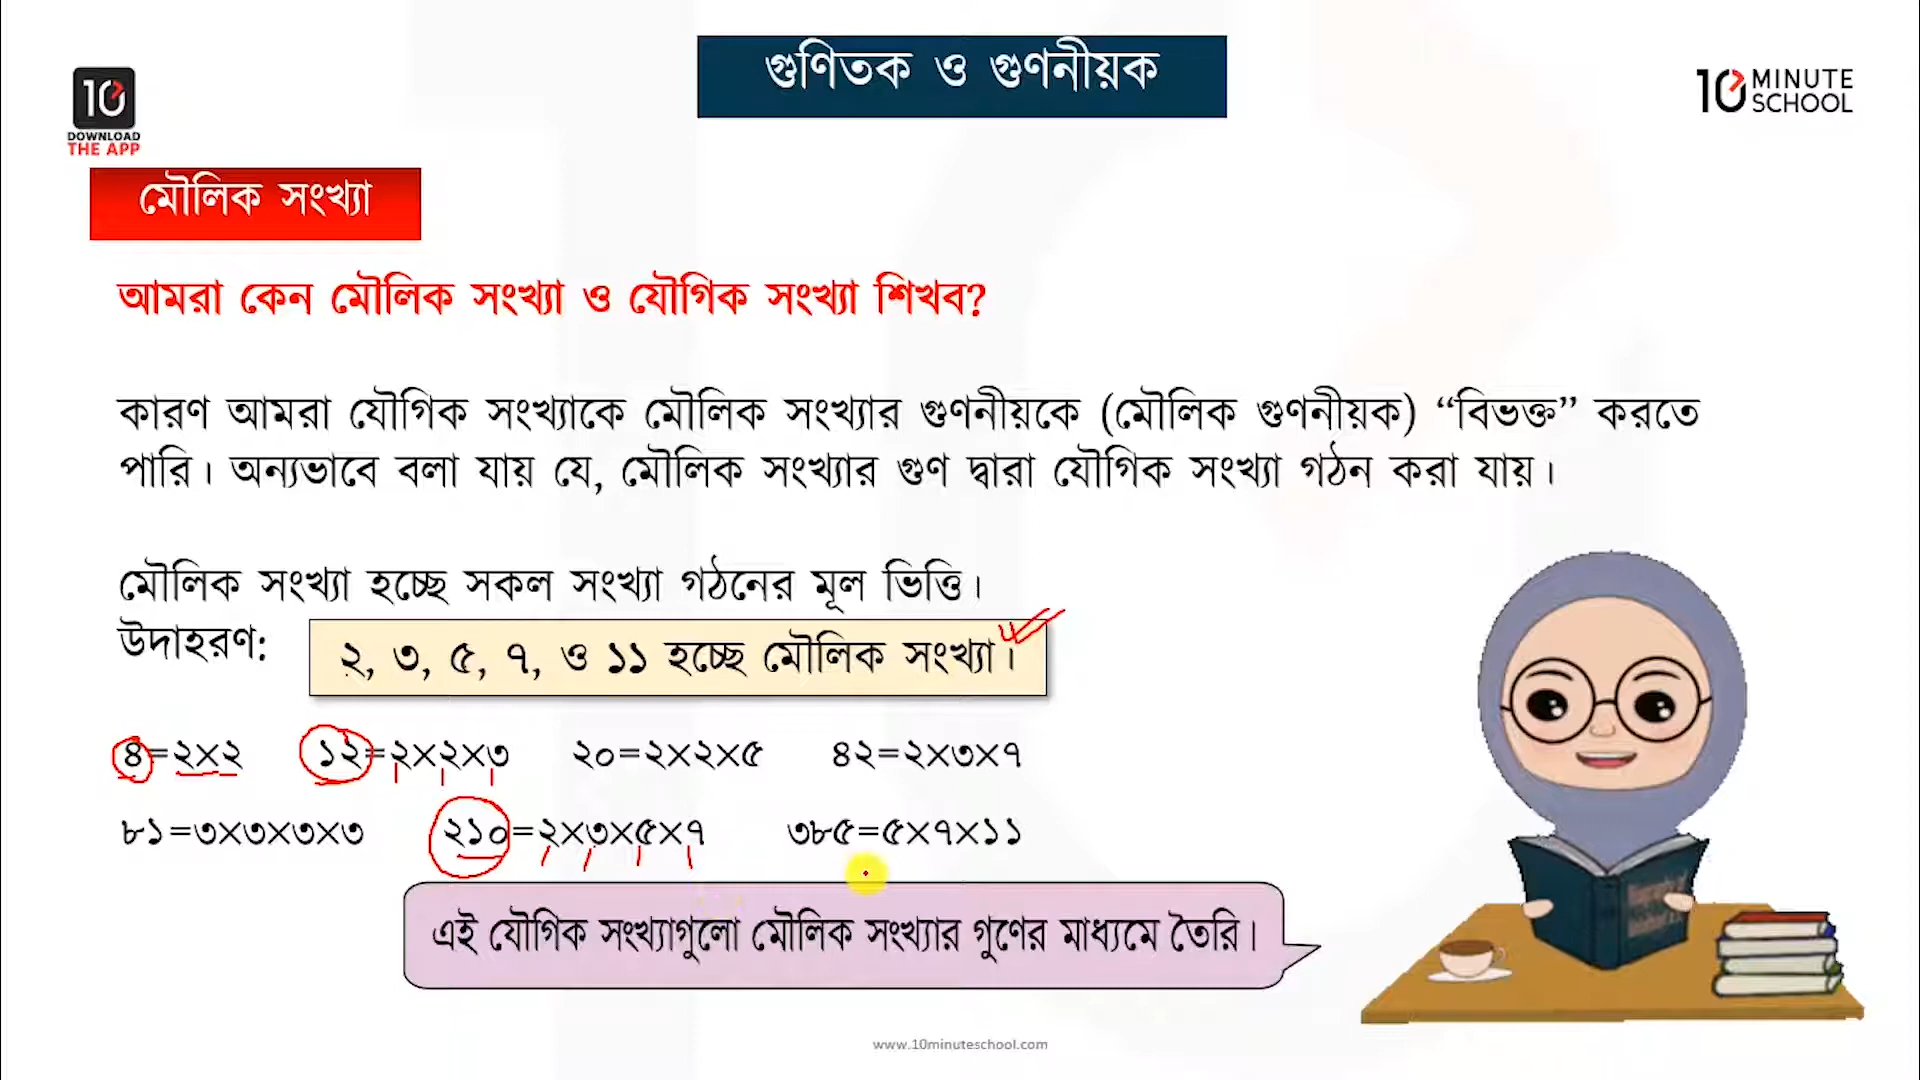 গুণিতক ও গুণনীয়ক
10
DOWNLOAD
THE APP
10 MINUTE
SCHOOL
মৌলিক সংখ্যা
আমরা কেন মৌলিক সংখ্যা ও যৌগিক সংখ্যা শিখব?
কারণ আমরা যৌগিক সংখ্যাকে মৌলিক সংখ্যার গুণনীয়কে (মৌলিক গুণনীয়ক) “বিভক্ত” করতে
পারি। অন্যভাবে বলা যায় যে, মৌলিক সংখ্যার গুণ দ্বারা যৌগিক সংখ্যা গঠন করা যায়।
মৌলিক সংখ্যা হচ্ছে সকল সংখ্যা গঠনের মূল ভিত্তি।
উদাহরণ:
২, ৩, ৫, ৭, ও ১১ হচ্ছে মৌলিক সংখ্যা।
৪=২×২ ১২=২×২×৩ ২০=২×২×৫ ৪২=২×৩×৭
৮১=৩×৩×৩×৩ ২১০=২×৩×৫×৭ ৩৮৫=৫×৭×১১
এই যৌগিক সংখ্যাগুলো মৌলিক সংখ্যার গুণের মাধ্যমে তৈরি।
www.10minuteschool.com